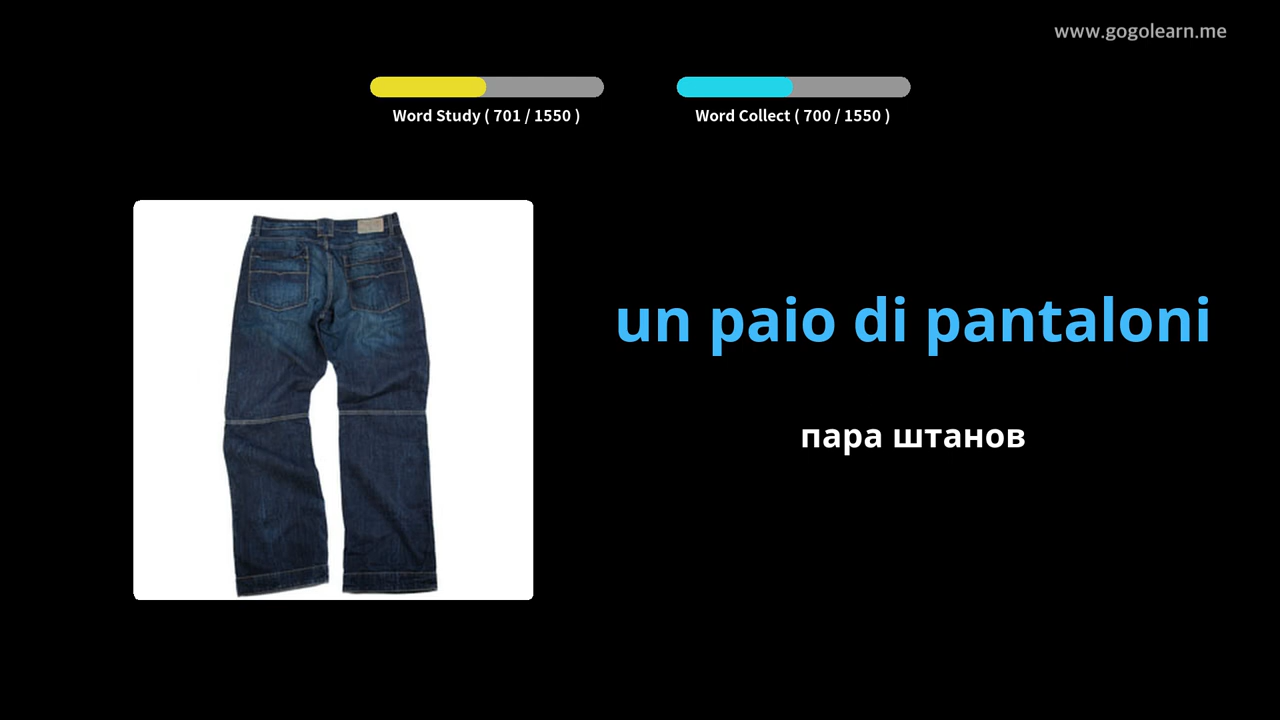 www.gogolearn.me
Word Study ( 701 / 1550 )
Word Collect ( 700 / 1550 )
un paio di pantaloni
пара штанов